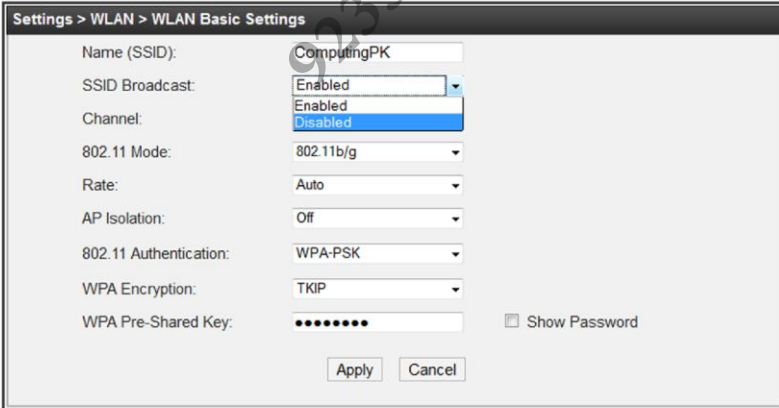 Settings > WLAN > WLAN Basic Settings
Name (SSID): ComputingPK
SSID Broadcast: Enabled
Enabled
Channel: Disabled
802.11 Mode: 802.11b/g
Rate: Auto
AP Isolation: Off
802.11 Authentication: WPA-PSK
WPA Encryption: TKIP
WPA Pre-Shared Key: •••••••• Show Password
Apply Cancel